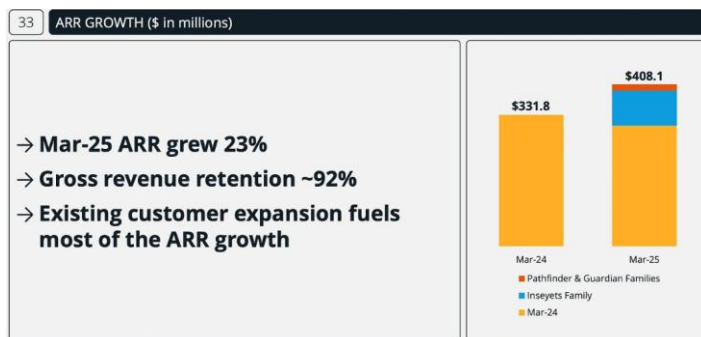 33
ARR GROWTH ($ in millions)
→ Mar-25 ARR grew 23%
→ Gross revenue retention ~92%
→ Existing customer expansion fuels
most of the ARR growth
$331.8
$408.1
Mar-24
Mar-25
Pathfinder & Guardian Families
Inseyets Family
Mar-24